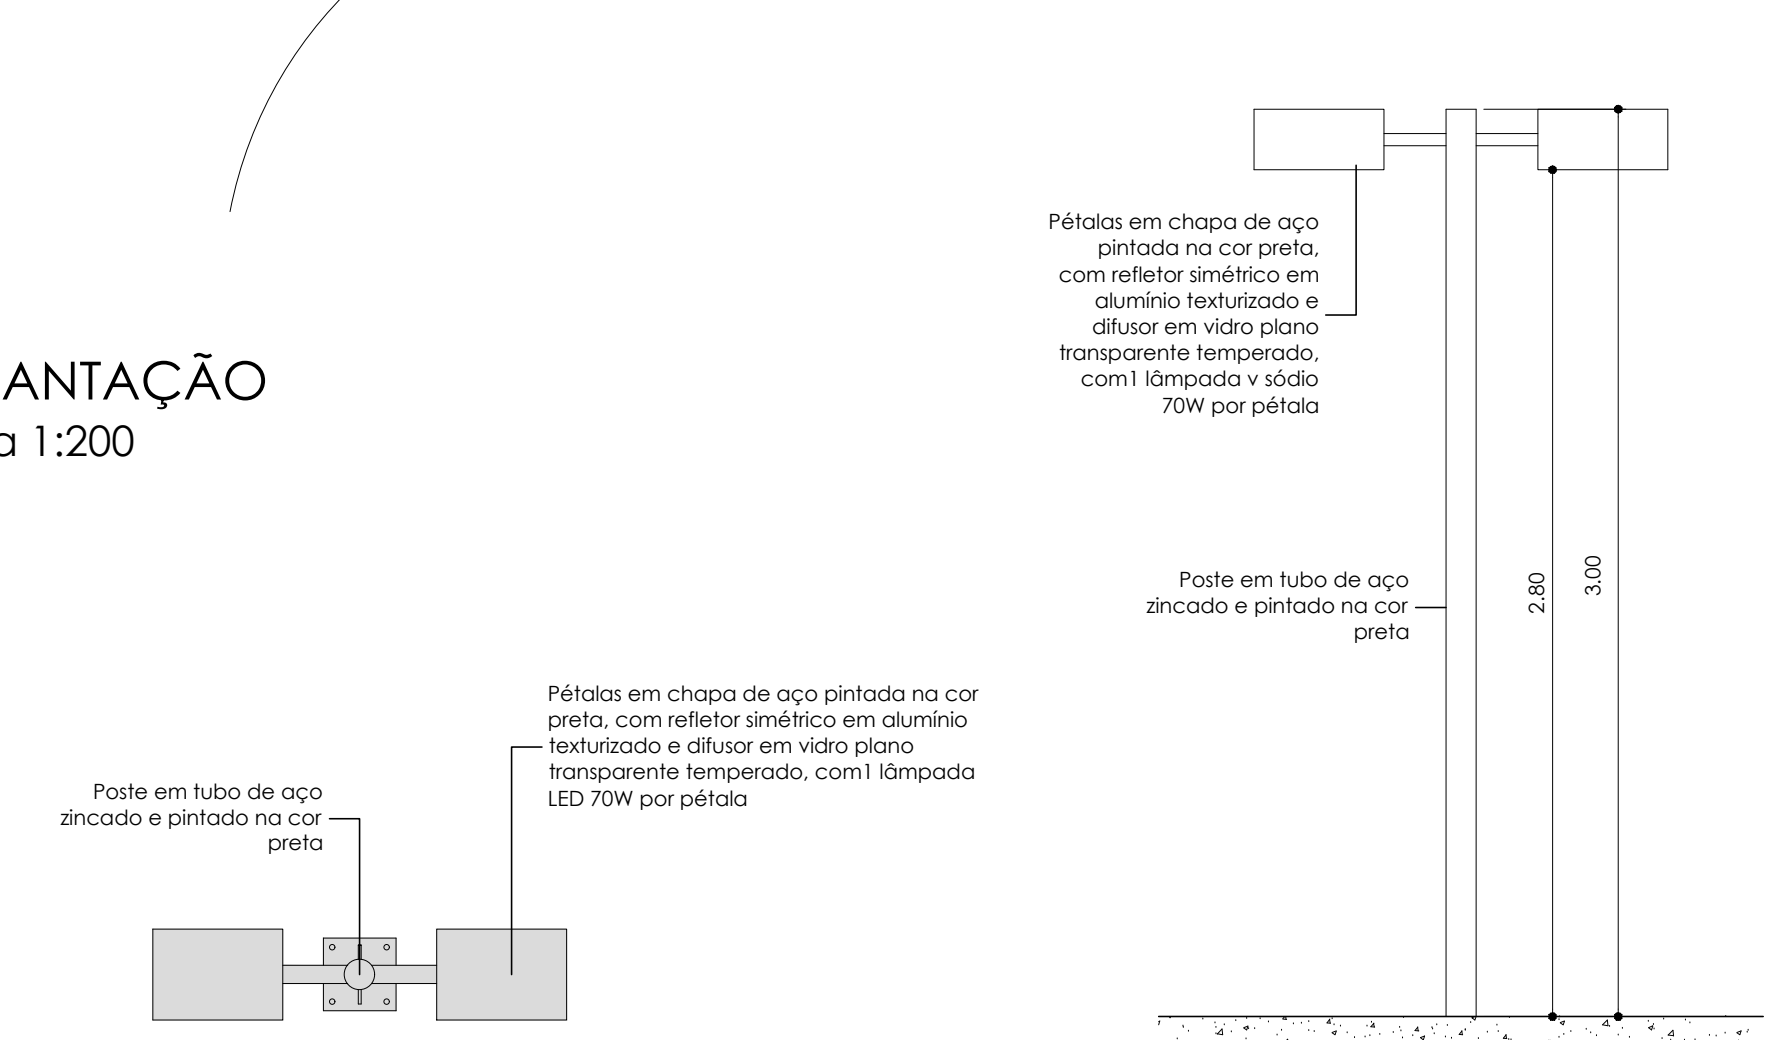 ANTAÇÃO
a 1:200
Pétalas em chapa de aço
pintada na cor preta,
com refletor simétrico em
alumínio texturizado e
difusor em vidro plano
transparente temperado,
com1 lâmpada v sódio
70W por pétala
Poste em tubo de aço
zincado e pintado na cor
preta
2.80
3.00
Pétalas em chapa de aço pintada na cor
preta, com refletor simétrico em alumínio
texturizado e difusor em vidro plano
transparente temperado, com1 lâmpada
LED 70W por pétala
Poste em tubo de aço
zincado e pintado na cor
preta